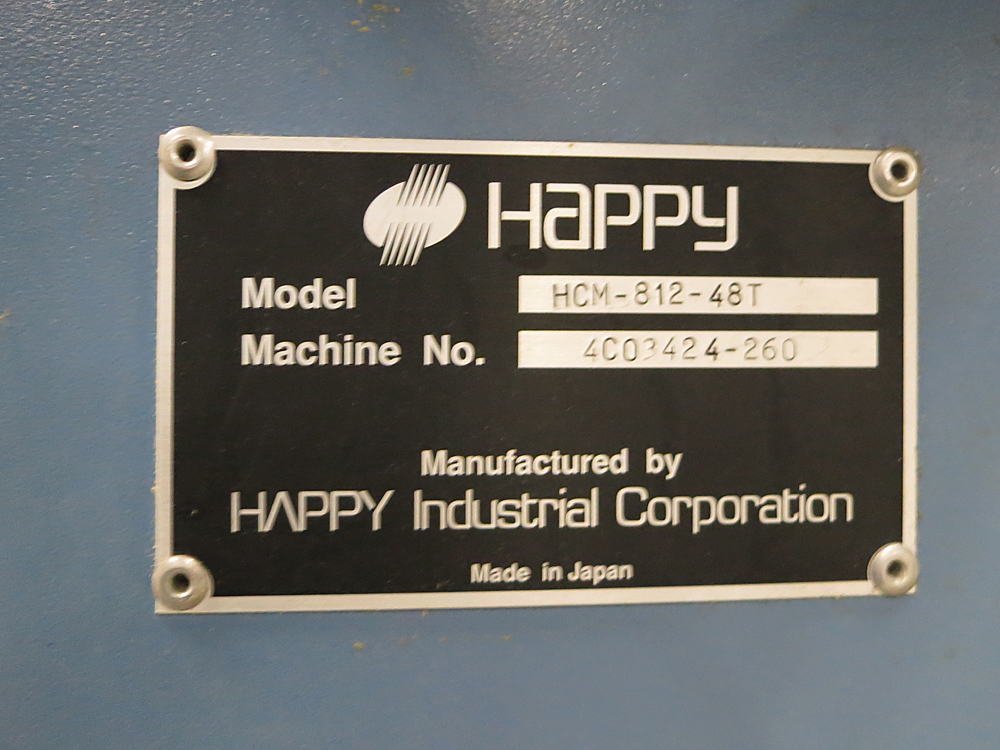 HaPPY
Model HCM-812-48T
Machine No. 4C03424-260
Manufactured by
HAPPY Industrial Corporation
Made in Japan